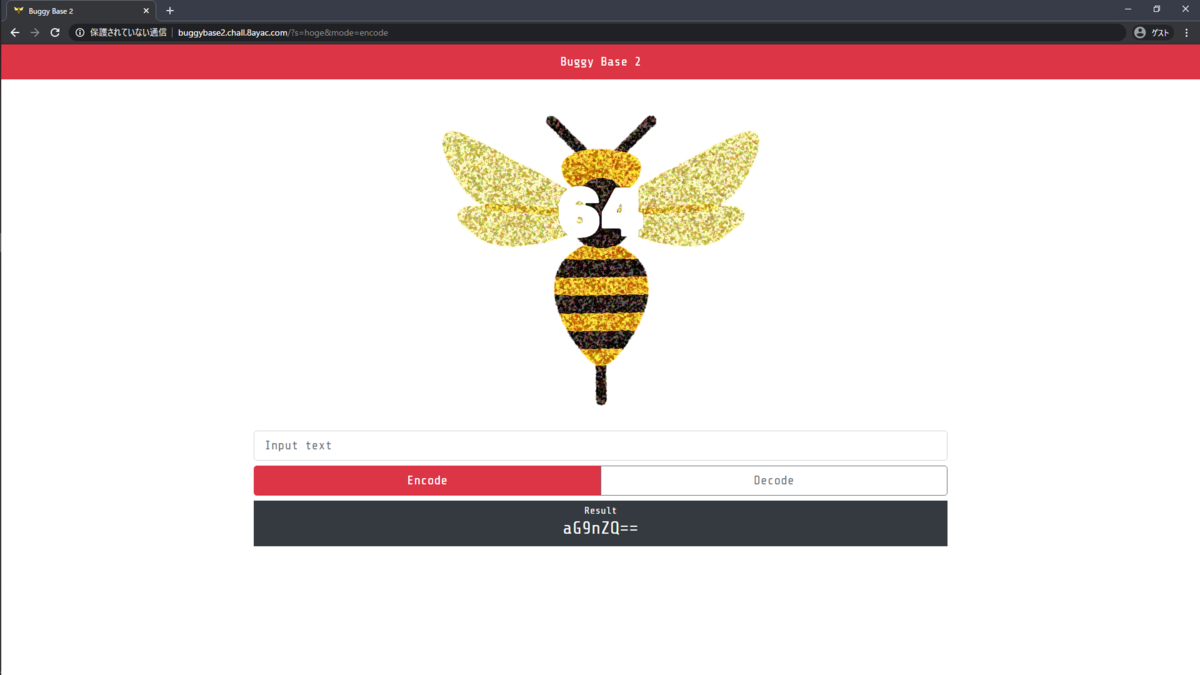 Buggy Base 2
保護されていない通信 | buggybase2.chall.8ayac.com/?s=hoge&mode=encode
ゲスト
Buggy Base 2
64
Input text
Encode Decode
Result
aG9nZQ==